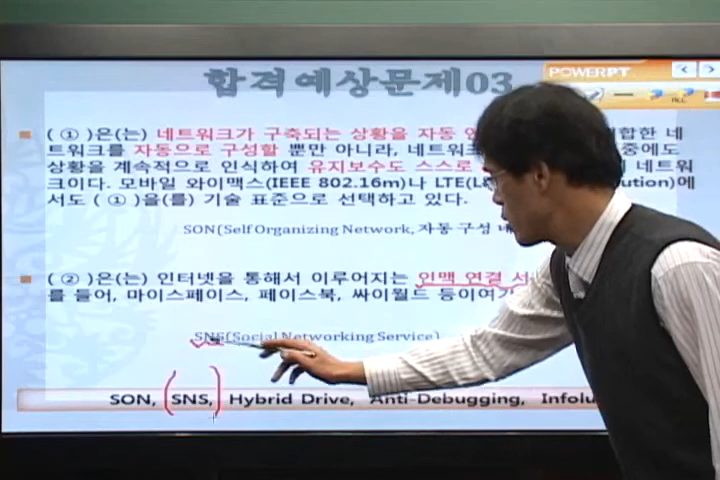 합격예상문제03
POWERPT
( ① )은(는) 네트워크가 구축되는 상황을 자동
네
트워크를 자동으로 구성할 뿐만 아니라, 네트워크 중에도
상황을 계속적으로 인식하여 유지보수도 스스로 네트워
크이다. 모바일 와이맥스(IEEE 802.16m)나 LTE( )에
서도 ( ① )을(를) 기술 표준으로 선택하고 있다.
SON(Self Organizing Network, 자동 구성
( ② )은(는) 인터넷을 통해서 이루어지는 인맥 연결
를 들어, 마이스페이스, 페이스북, 싸이월드 등이
SNS(Social Networking Service)
SON, (SNS,) Hybrid Drive, Anti-Debugging,